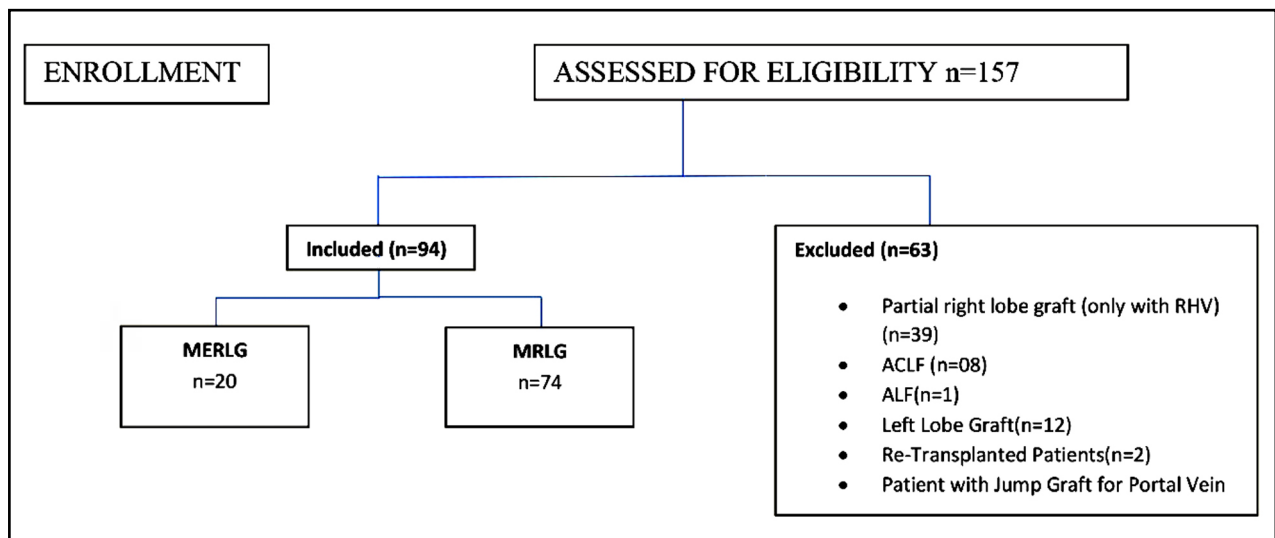 ENROLLMENT
ASSESSED FOR ELIGIBILITY n=157
Included (n=94)
MERLG
n=20
MRLG
n=74
Excluded (n=63)
• Partial right lobe graft (only with RHV)
(n=39)
• ACLF (n=08)
• ALF(n=1)
• Left Lobe Graft(n=12)
• Re-Transplanted Patients(n=2)
• Patient with Jump Graft for Portal Vein